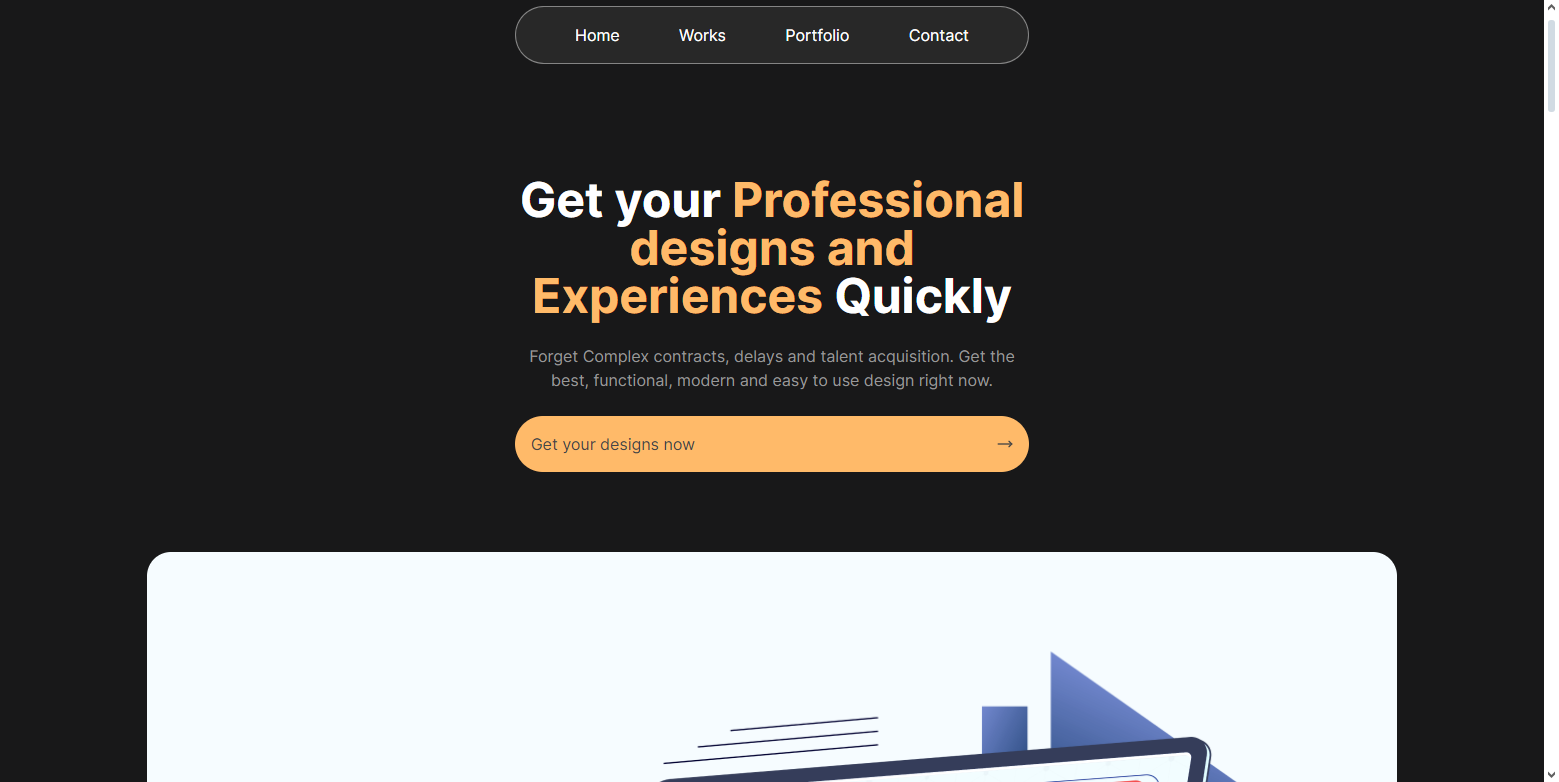 Home Works Portfolio Contact
Get your Professional
designs and
Experiences Quickly
Forget Complex contracts, delays and talent acquisition. Get the
best, functional, modern and easy to use design right now.
Get your designs now →